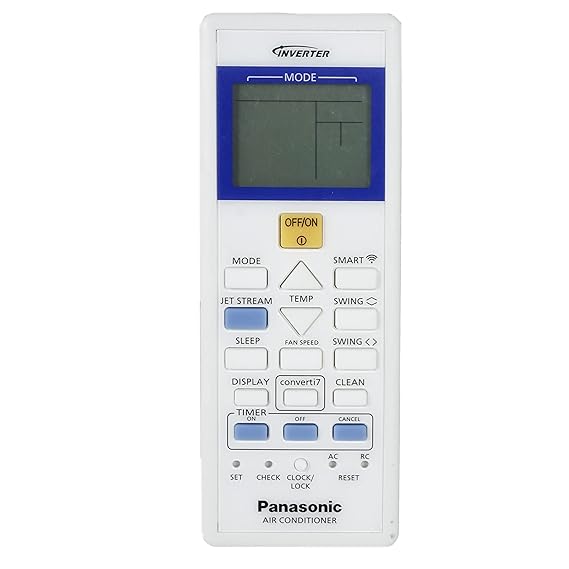 INVERTER
MODE
OFF/ON
MODE
SMART
TEMP
JET STREAM
SWING
SLEEP
FAN SPEED
SWING < >
DISPLAY
converti7
CLEAN
TIMER
ON
OFF
CANCEL
AC RC
SET CHECK CLOCK/ RESET
LOCK
Panasonic
AIR CONDITIONER